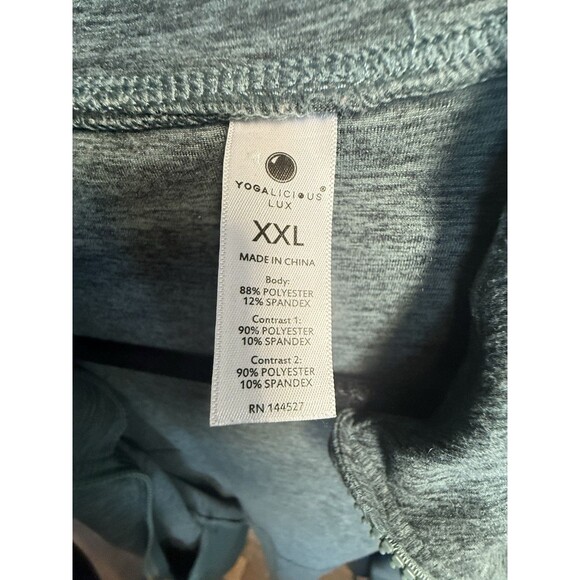 YOGALICIOUS®
LUX
XXL
MADE IN CHINA
Body:
88% POLYESTER
12% SPANDEX
Contrast 1:
90% POLYESTER
10% SPANDEX
Contrast 2:
90% POLYESTER
10% SPANDEX
RN 144527